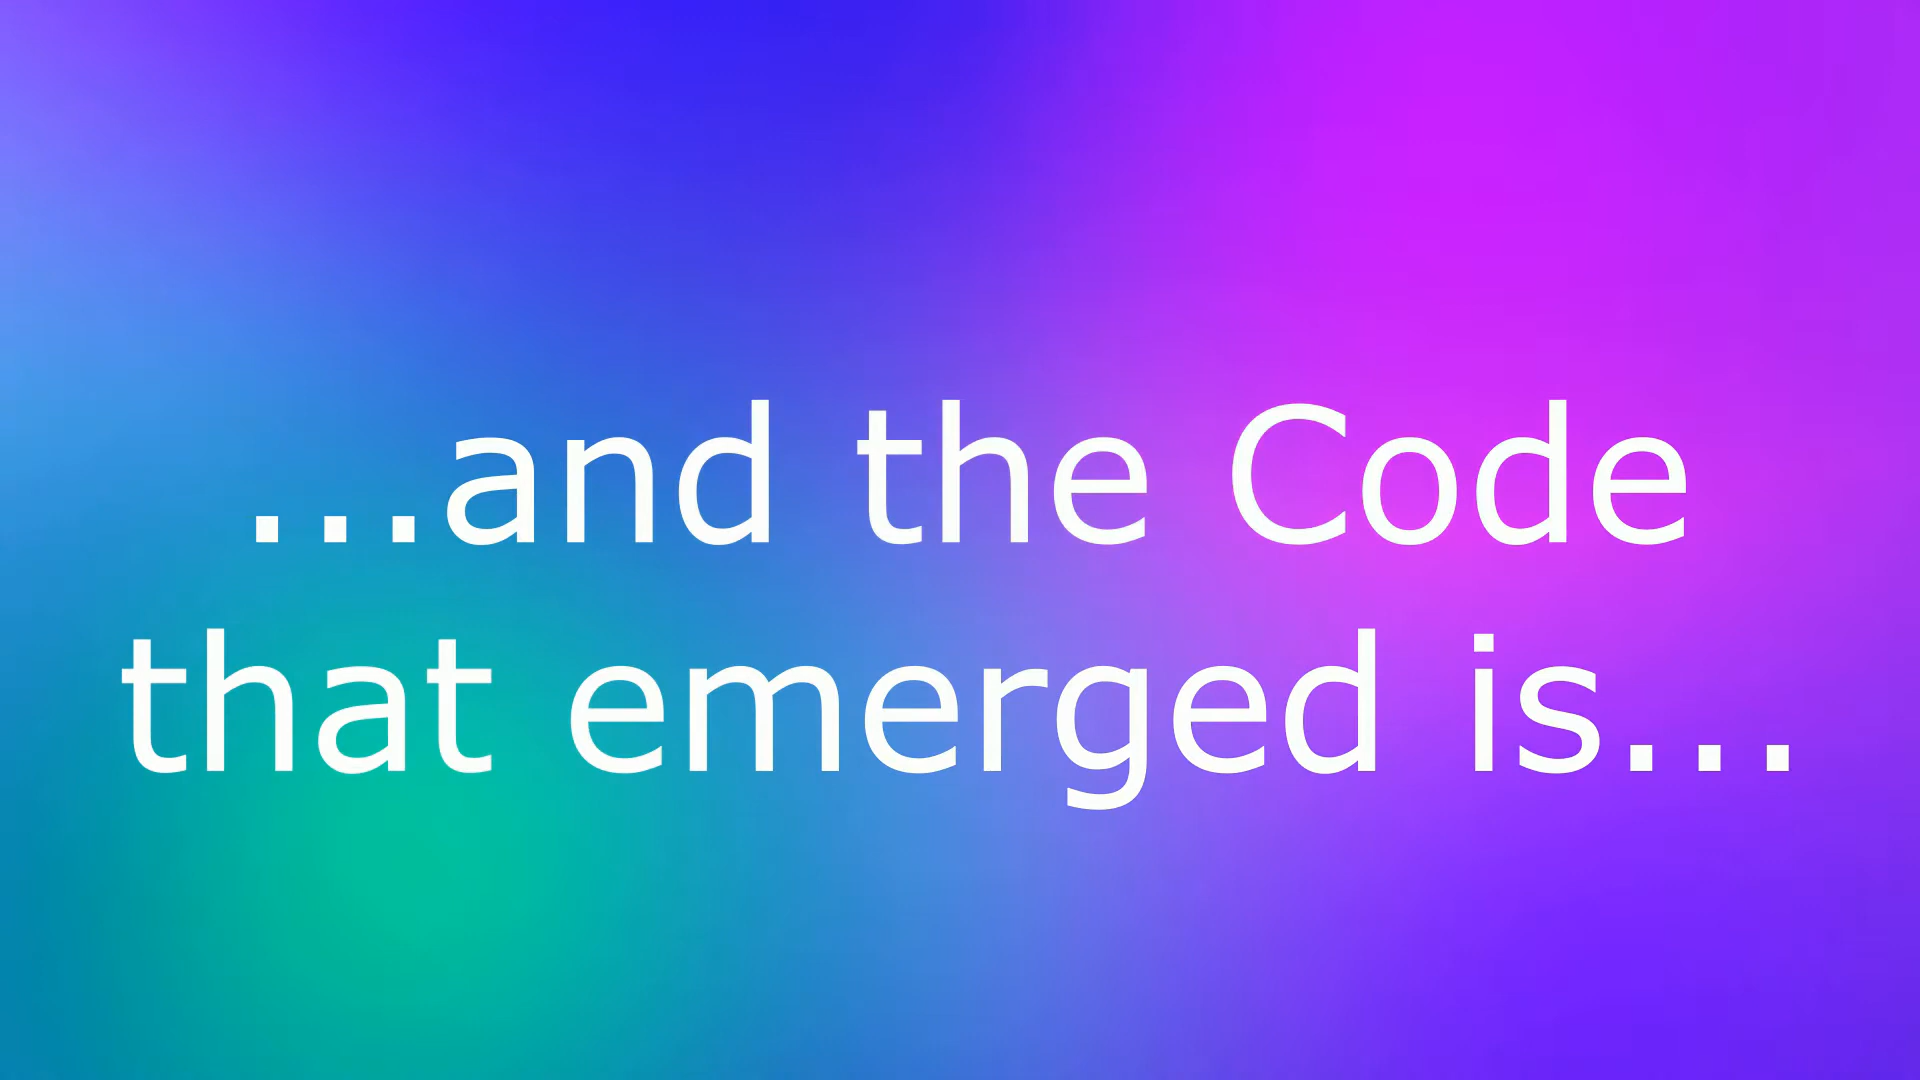 ...and the Code
that emerged is...